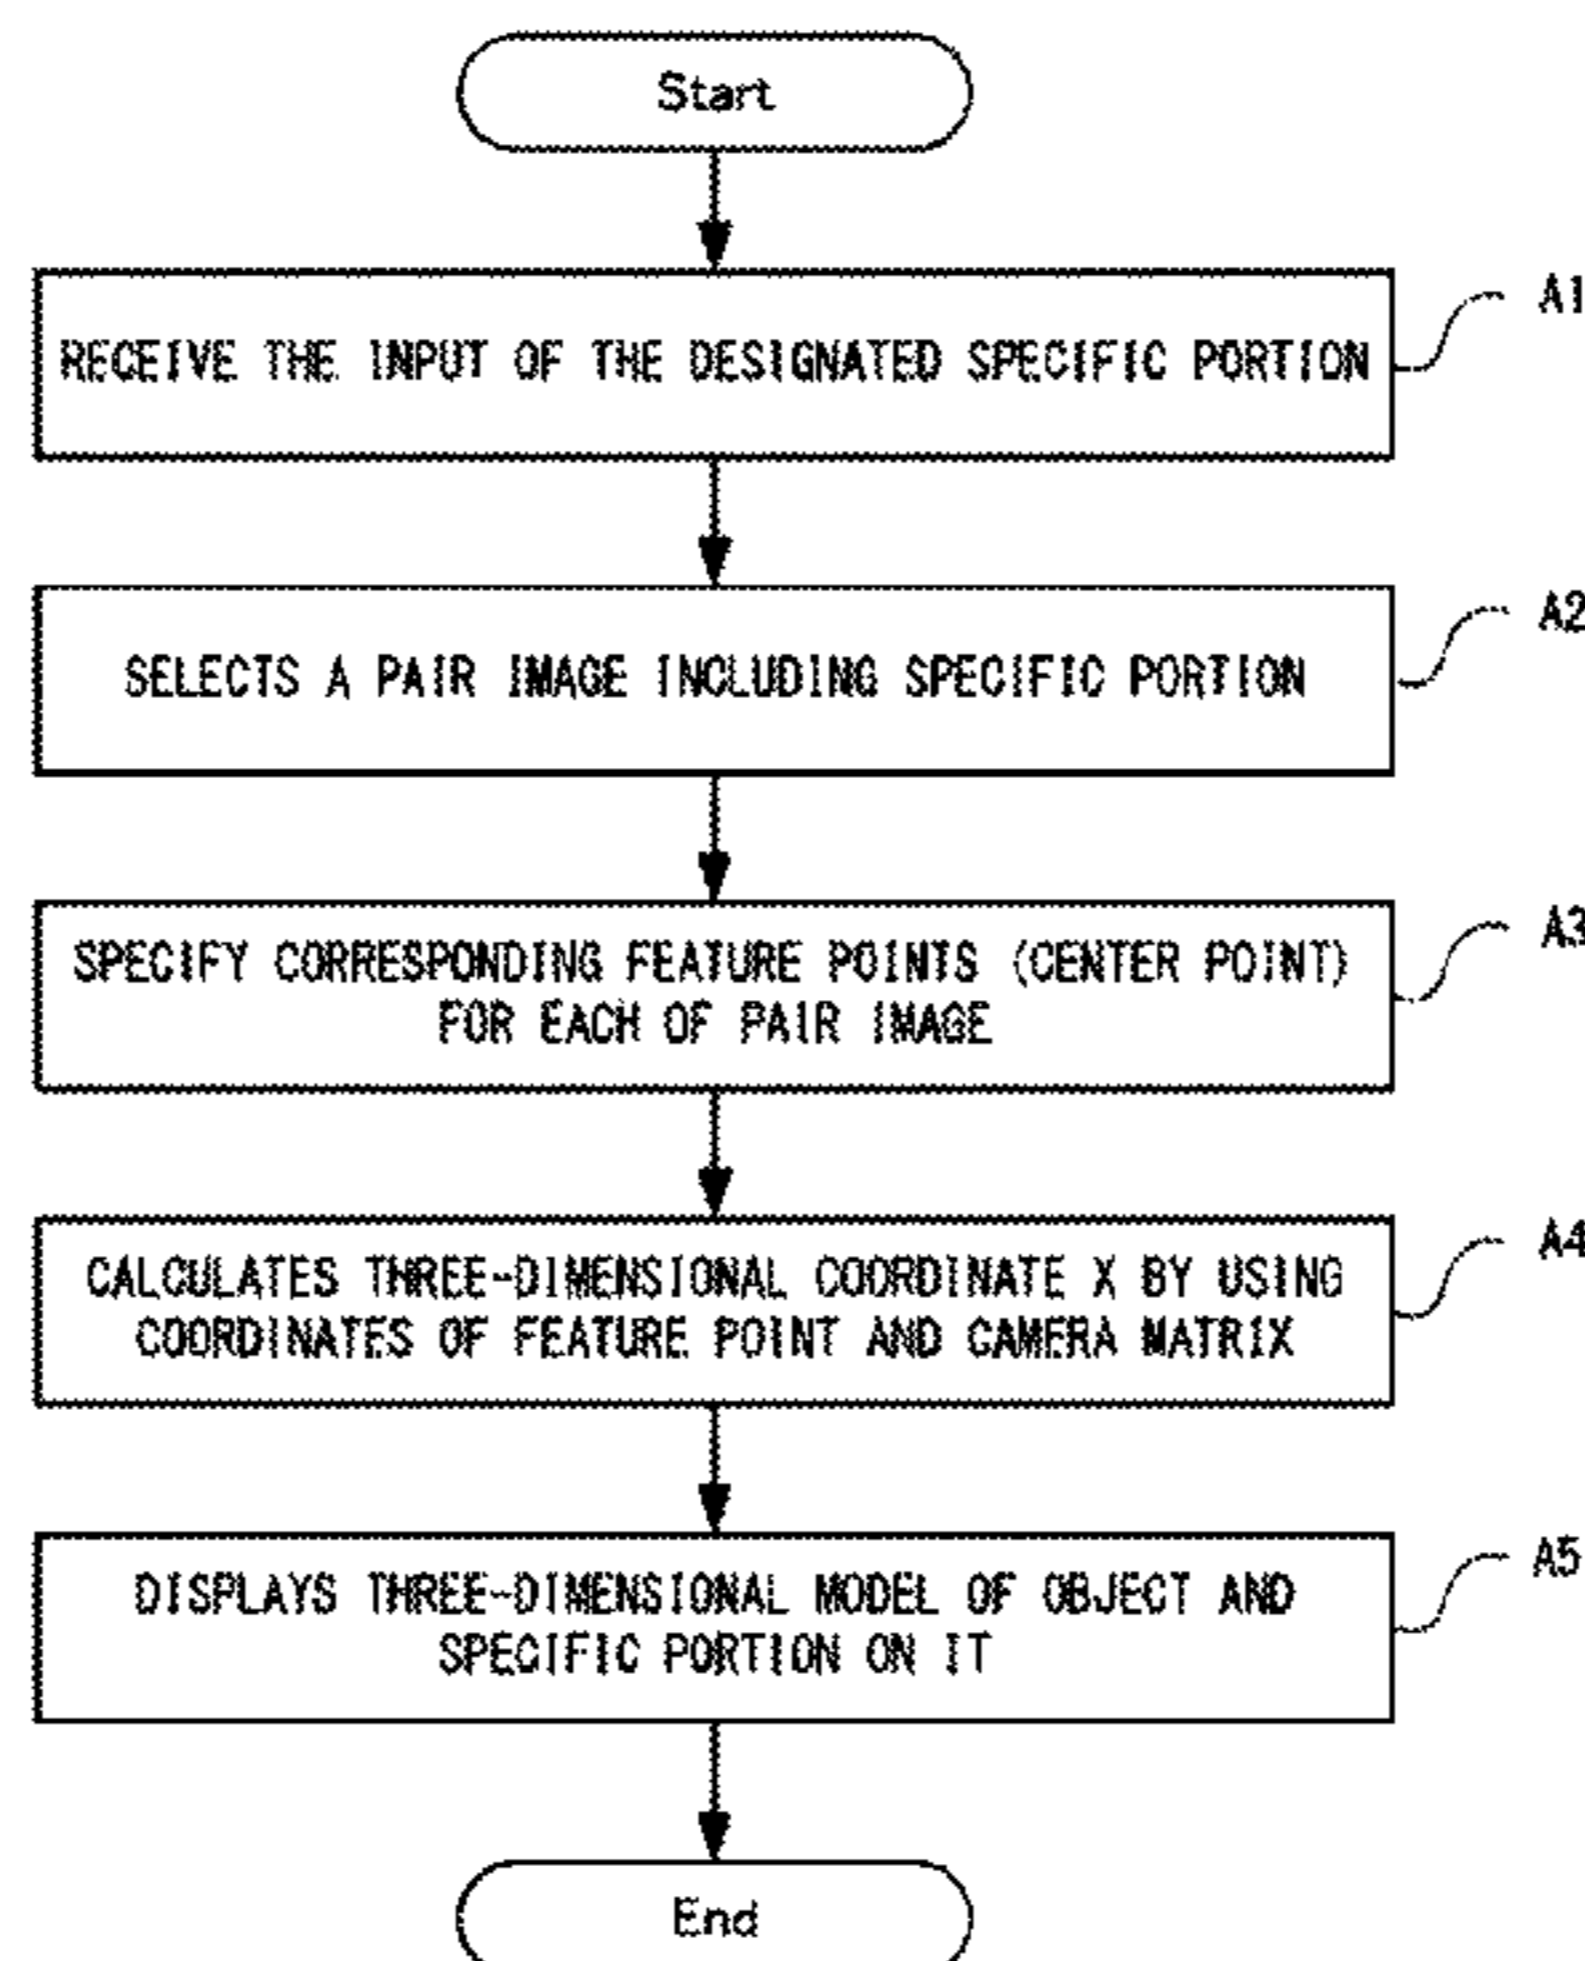 Start
RECEIVE THE INPUT OF THE DESIGNATED SPECIFIC PORTION
A1
SELECTS A PAIR IMAGE INCLUDING SPECIFIC PORTION
A2
SPECIFY CORRESPONDING FEATURE POINTS (CENTER POINT)
FOR EACH OF PAIR IMAGE
A3
CALCULATES THREE-DIMENSIONAL COORDINATE X BY USING
COORDINATES OF FEATURE POINT AND CAMERA MATRIX
A4
DISPLAYS THREE-DIMENSIONAL MODEL OF OBJECT AND
SPECIFIC PORTION ON IT
A5
End